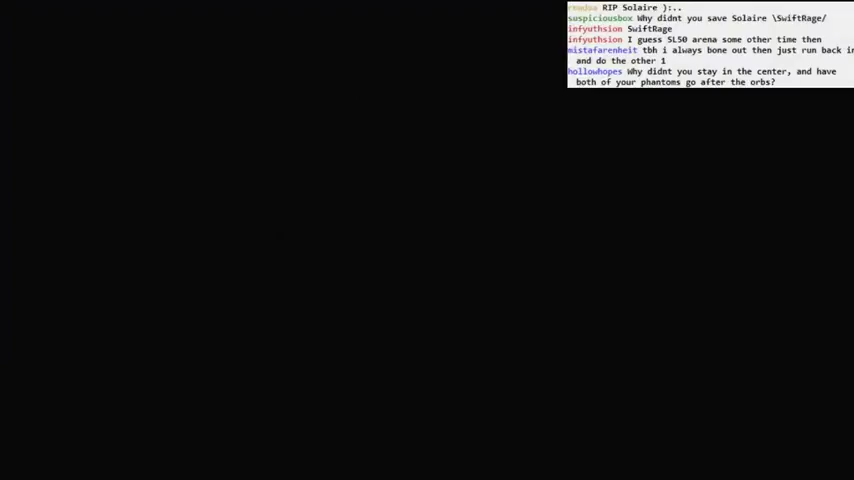 RIP Solaire ):..
suspiciousbox Why didnt you save Solaire \SwiftRage/
infyuthsion SwiftRage
infyuthsion I guess SL50 arena some other time then
mistafarenheit tbh i always bone out then just run back in
and do the other 1
hollowhopes Why didnt you stay in the center, and have
both of your phantoms go after the orbs?